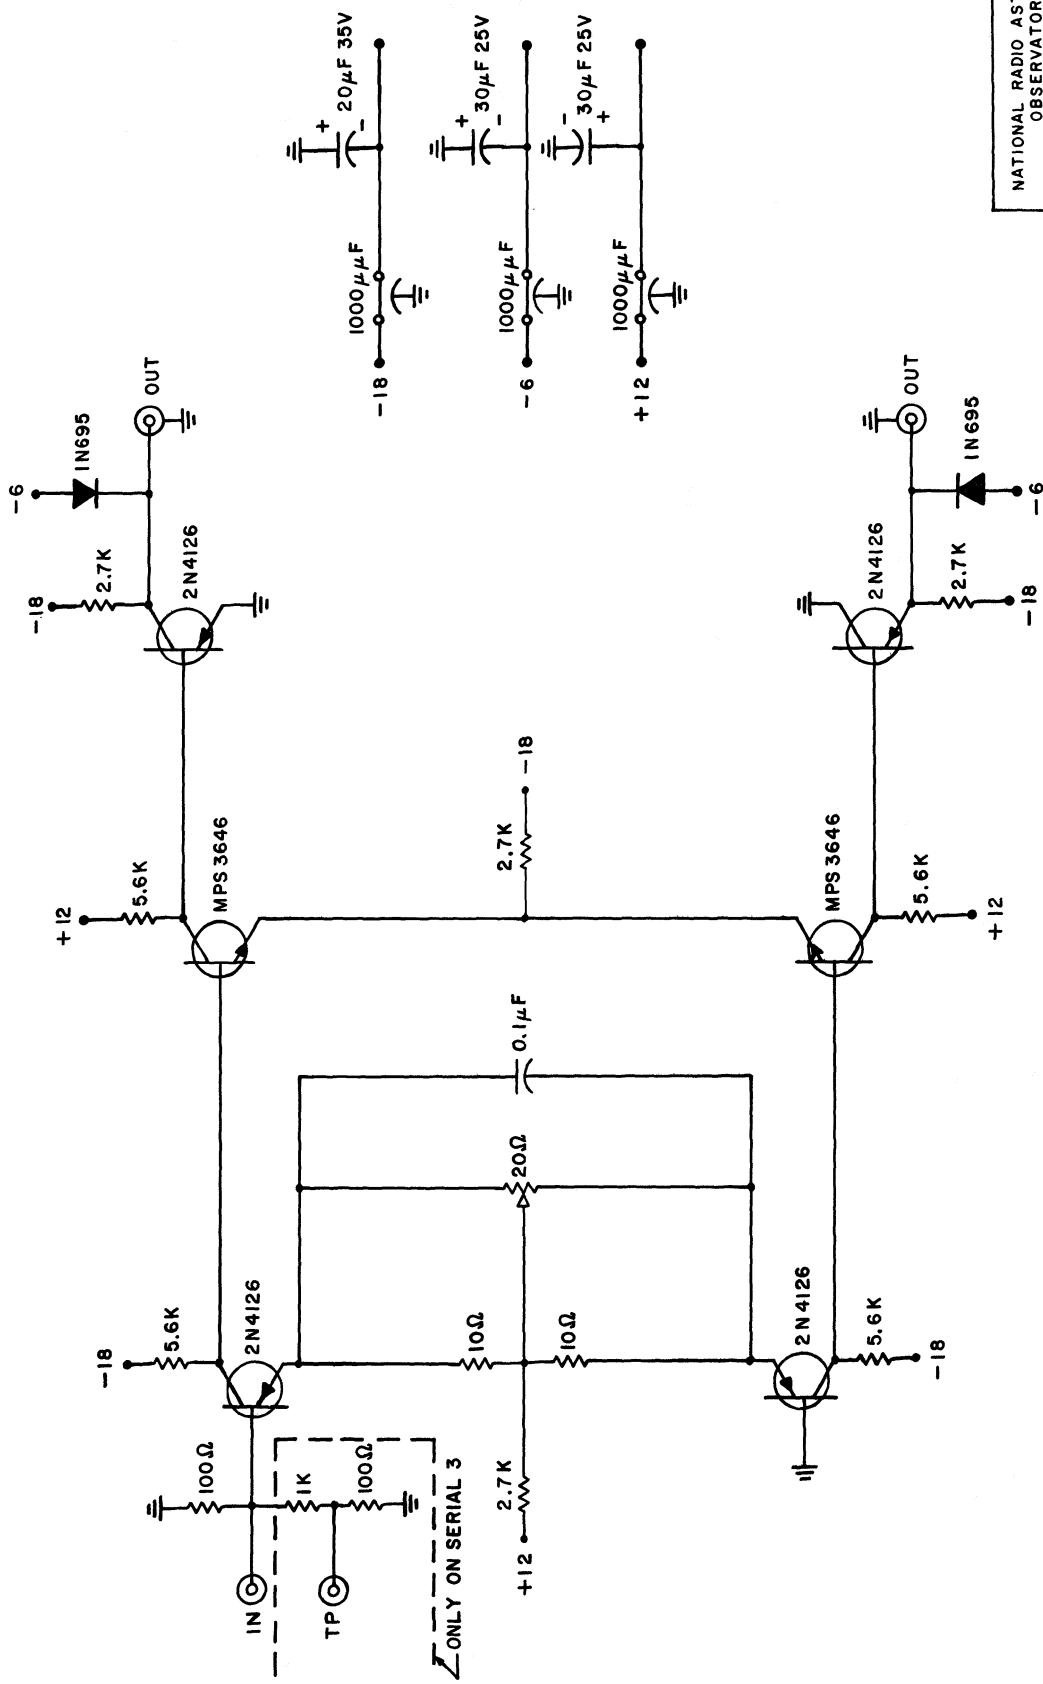 -6
-18
+12
1N695
2.7K
-18
5.6K
OUT
5.6K
2N4126
100Ω
MPS3646
2N4126
IN
1K
+
-
TP
20µF 35V
1000µµF
100Ω
-18
ONLY ON SERIAL 3
+
-
10Ω
30µF 25V
2.7K
2.7K
1000µµF
20Ω
0.1µF
+12
-18
-6
10Ω
-
+
30µF 25V
1000µµF
+12
2N4126
MPS3646
5.6K
2N4126
OUT
5.6K
-18
2.7K
1N695
+12
NATIONAL RADIO AS
OBSERVATOR
-18
-6